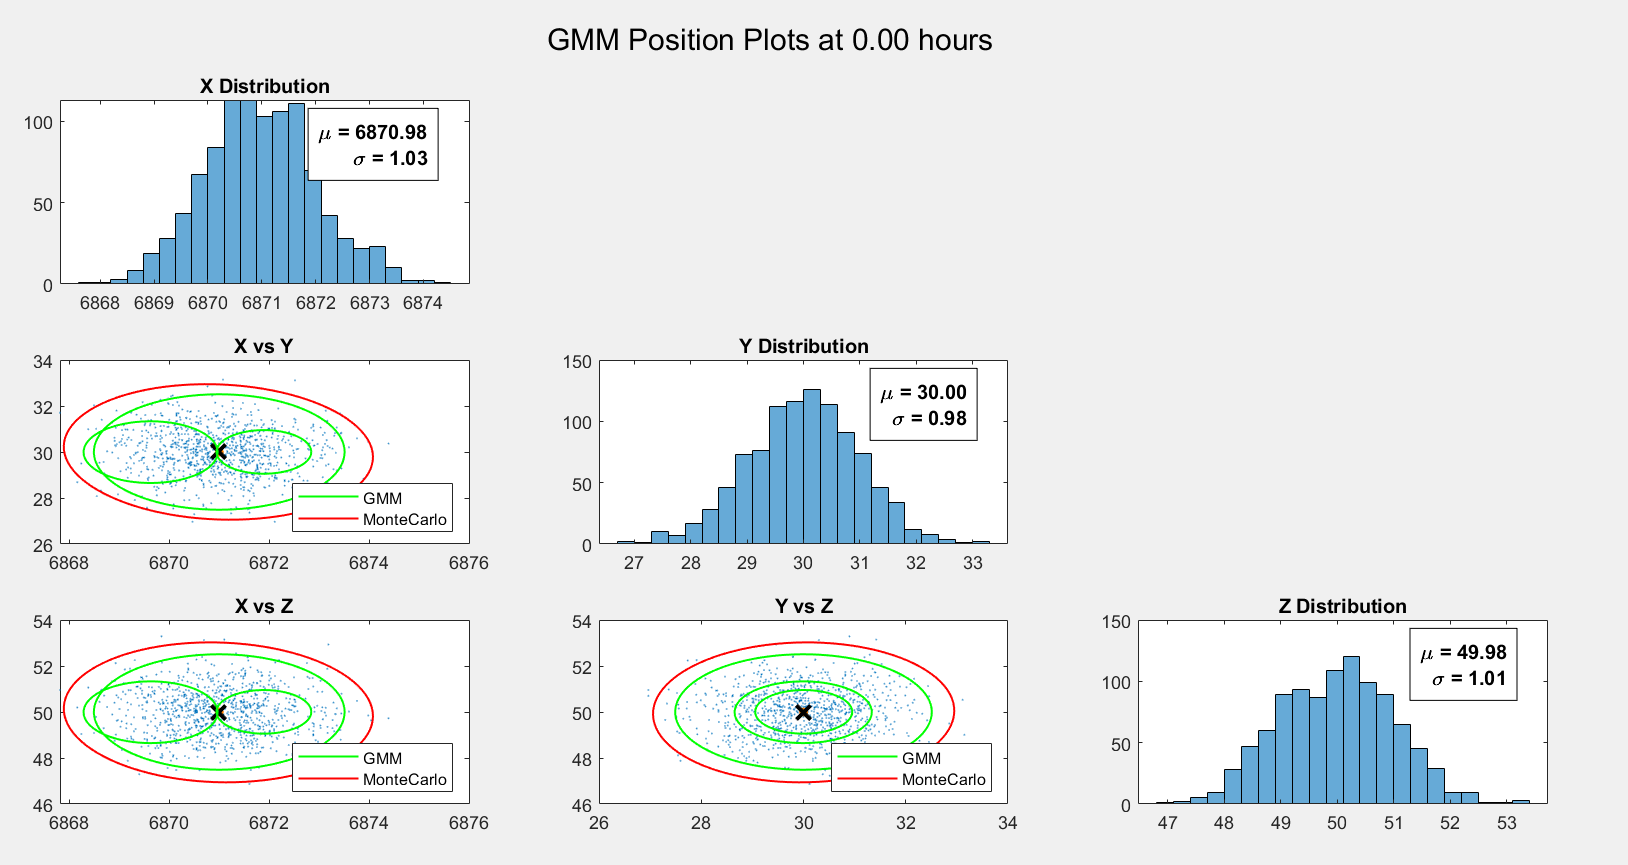 GMM Position Plots at 0.00 hours
X Distribution
μ = 6870.98
σ = 1.03
100
50
0
6868 6869 6870 6871 6872 6873 6874
X vs Y
34
32
30
28
26
GMM
MonteCarlo
6868 6870 6872 6874 6876
Y Distribution
μ = 30.00
σ = 0.98
150
100
50
0
27 28 29 30 31 32 33
X vs Z
54
52
50
48
46
GMM
MonteCarlo
6868 6870 6872 6874 6876
Y vs Z
54
52
50
48
46
GMM
MonteCarlo
26 28 30 32 34
Z Distribution
μ = 49.98
σ = 1.01
150
100
50
0
47 48 49 50 51 52 53